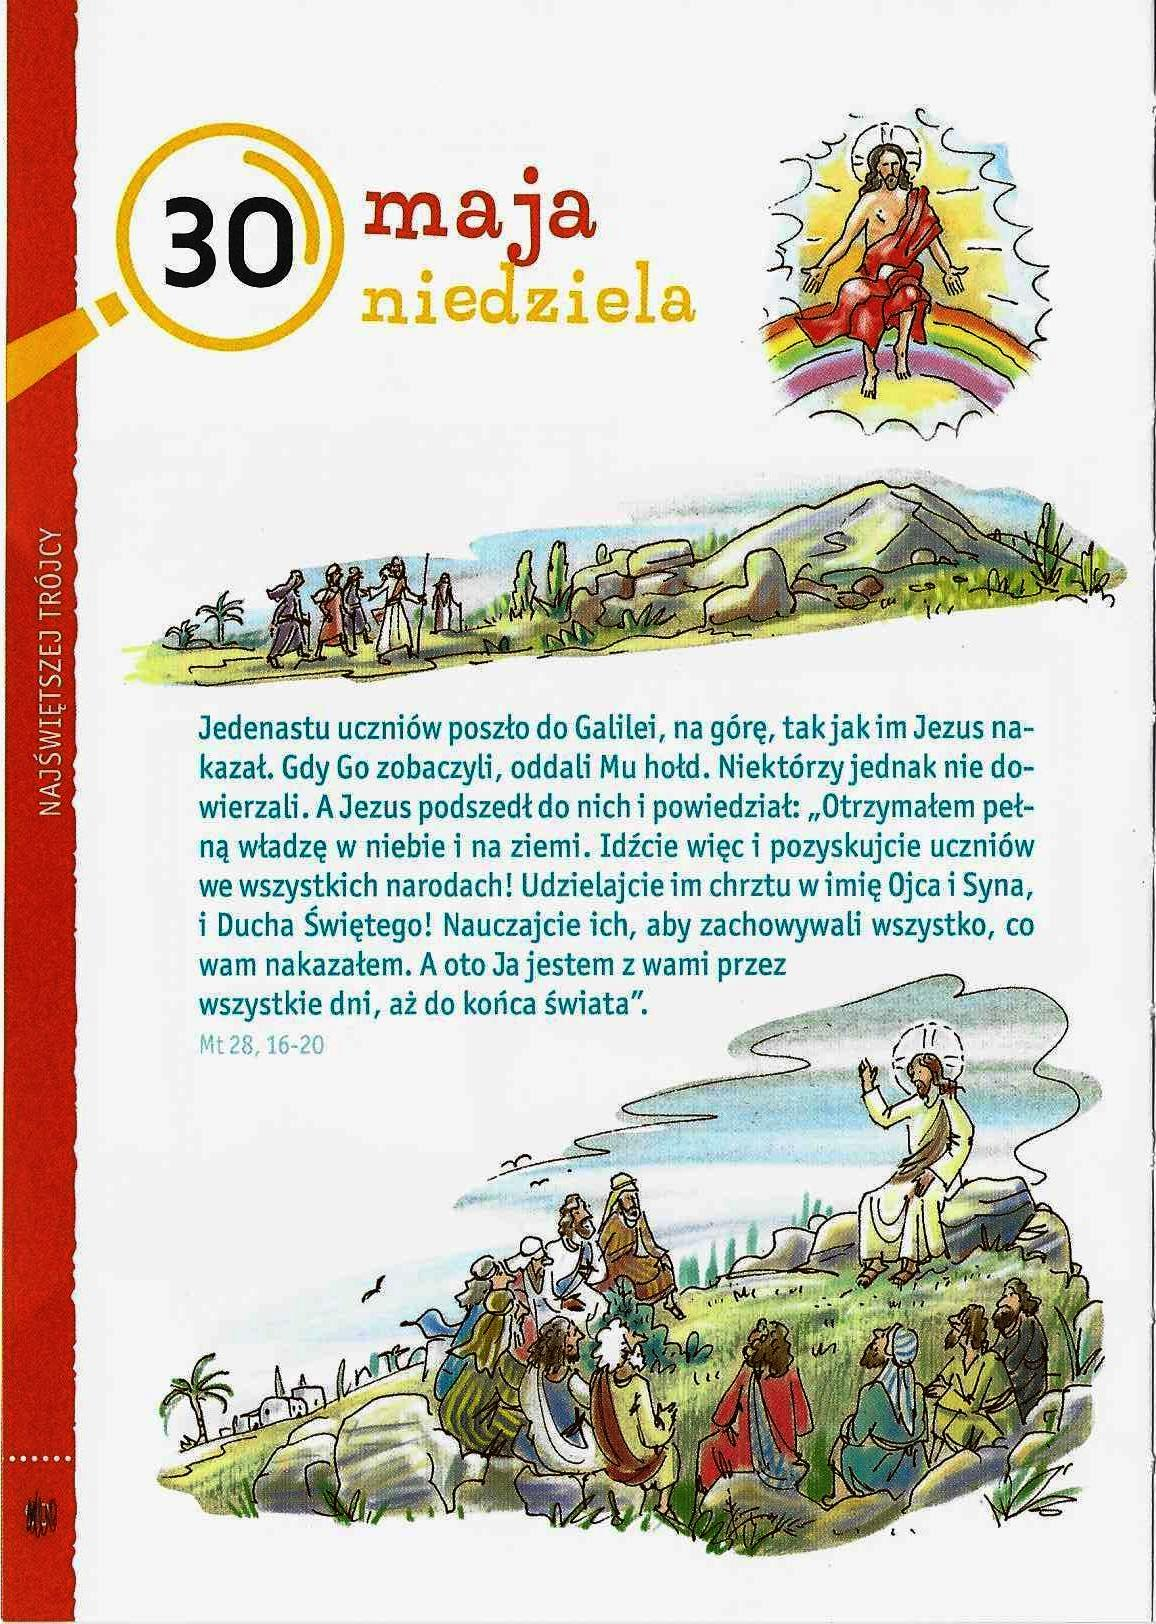 30
maja
niedziela
NAJŚWIĘTSZEJ TRÓJCY
Jedenastu uczniów poszło do Galilei, na górę, tak jak im Jezus na-
kazał. Gdy Go zobaczyli, oddali Mu hołd. Niektórzy jednak nie do-
wierzali. A Jezus podszedł do nich i powiedział: „Otrzymałem peł-
ną władzę w niebie i na ziemi. Idźcie więc i pozyskujcie uczniów
we wszystkich narodach! Udzielajcie im chrztu w imię Ojca i Syna,
i Ducha Świętego! Nauczajcie ich, aby zachowywali wszystko, co
wam nakazałem. A oto Ja jestem z wami przez
wszystkie dni, aż do końca świata”.
Mt 28, 16-20